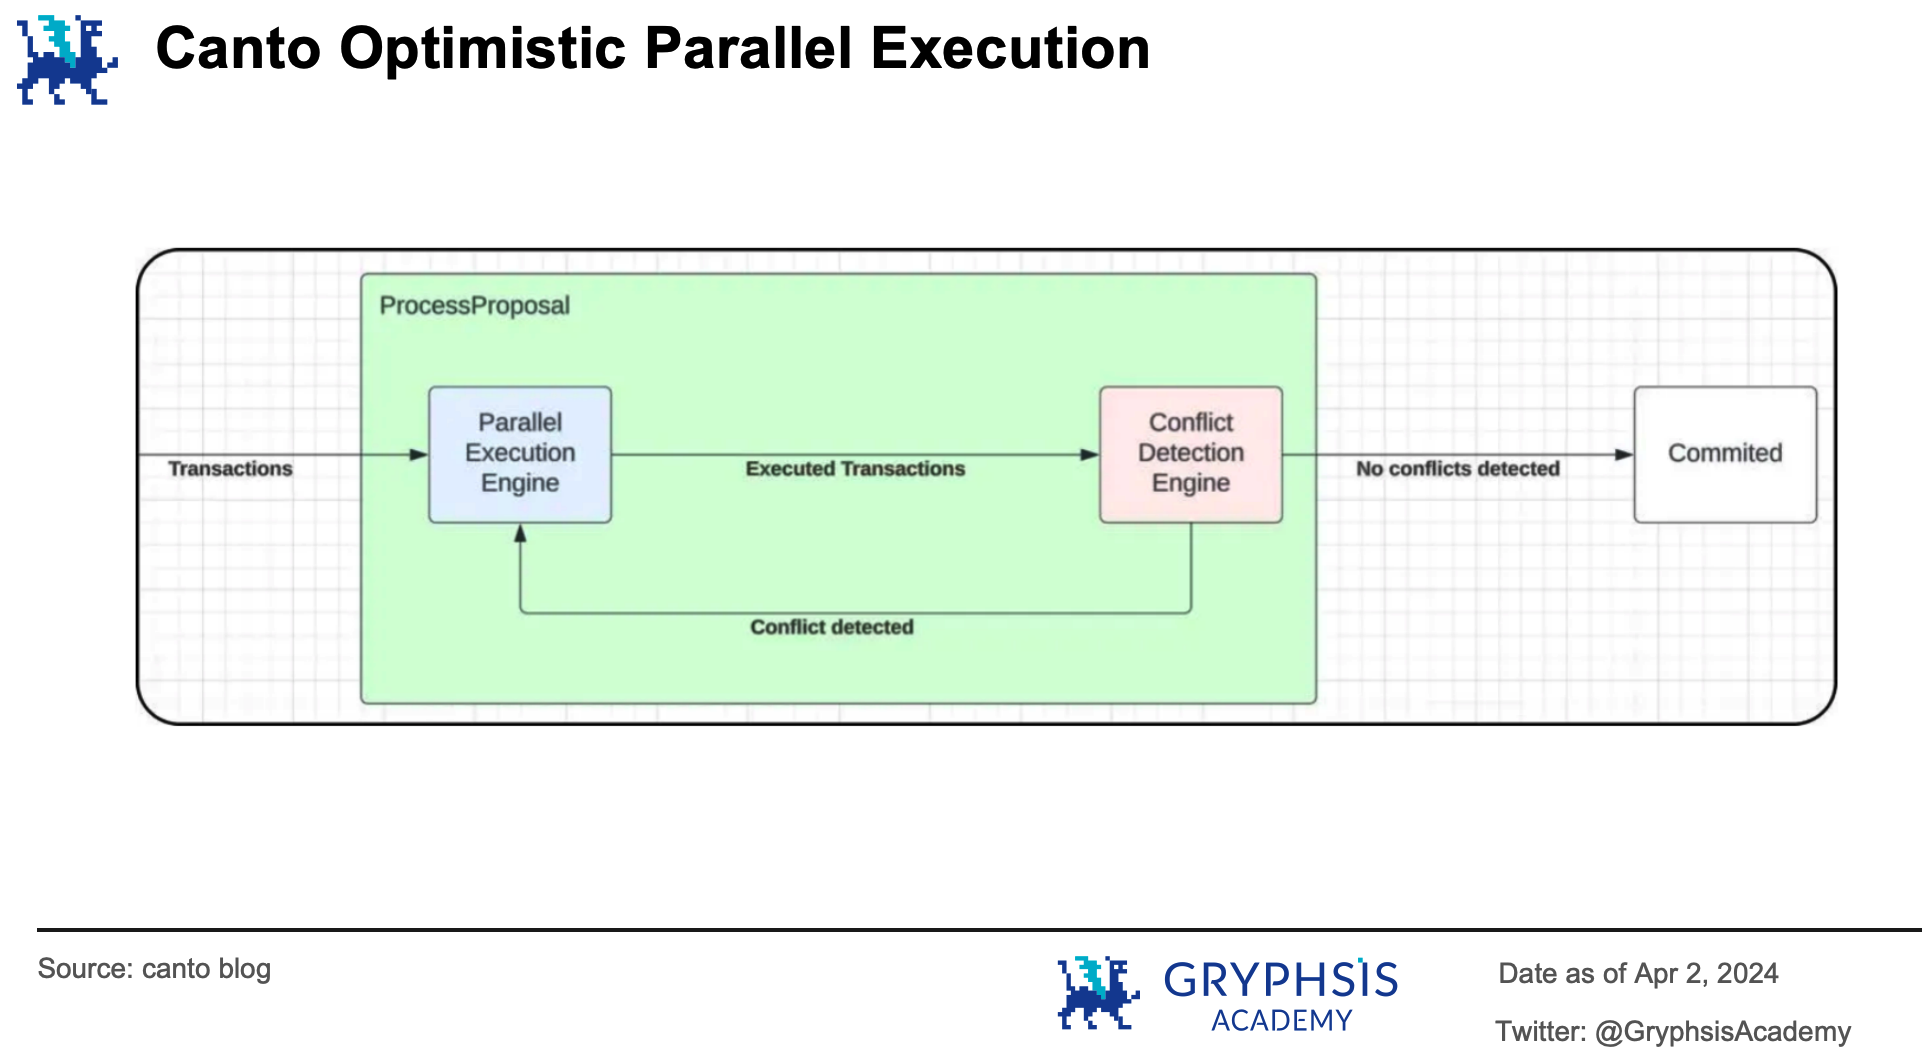 Canto Optimistic Parallel Execution
ProcessProposal
Transactions
Parallel
Execution
Engine
Executed Transactions
Conflict
Detection
Engine
No conflicts detected
Commited
Conflict detected
Source: canto blog
GRYPHSIS
ACADEMY
Date as of Apr 2, 2024
Twitter: @GryphsisAcademy